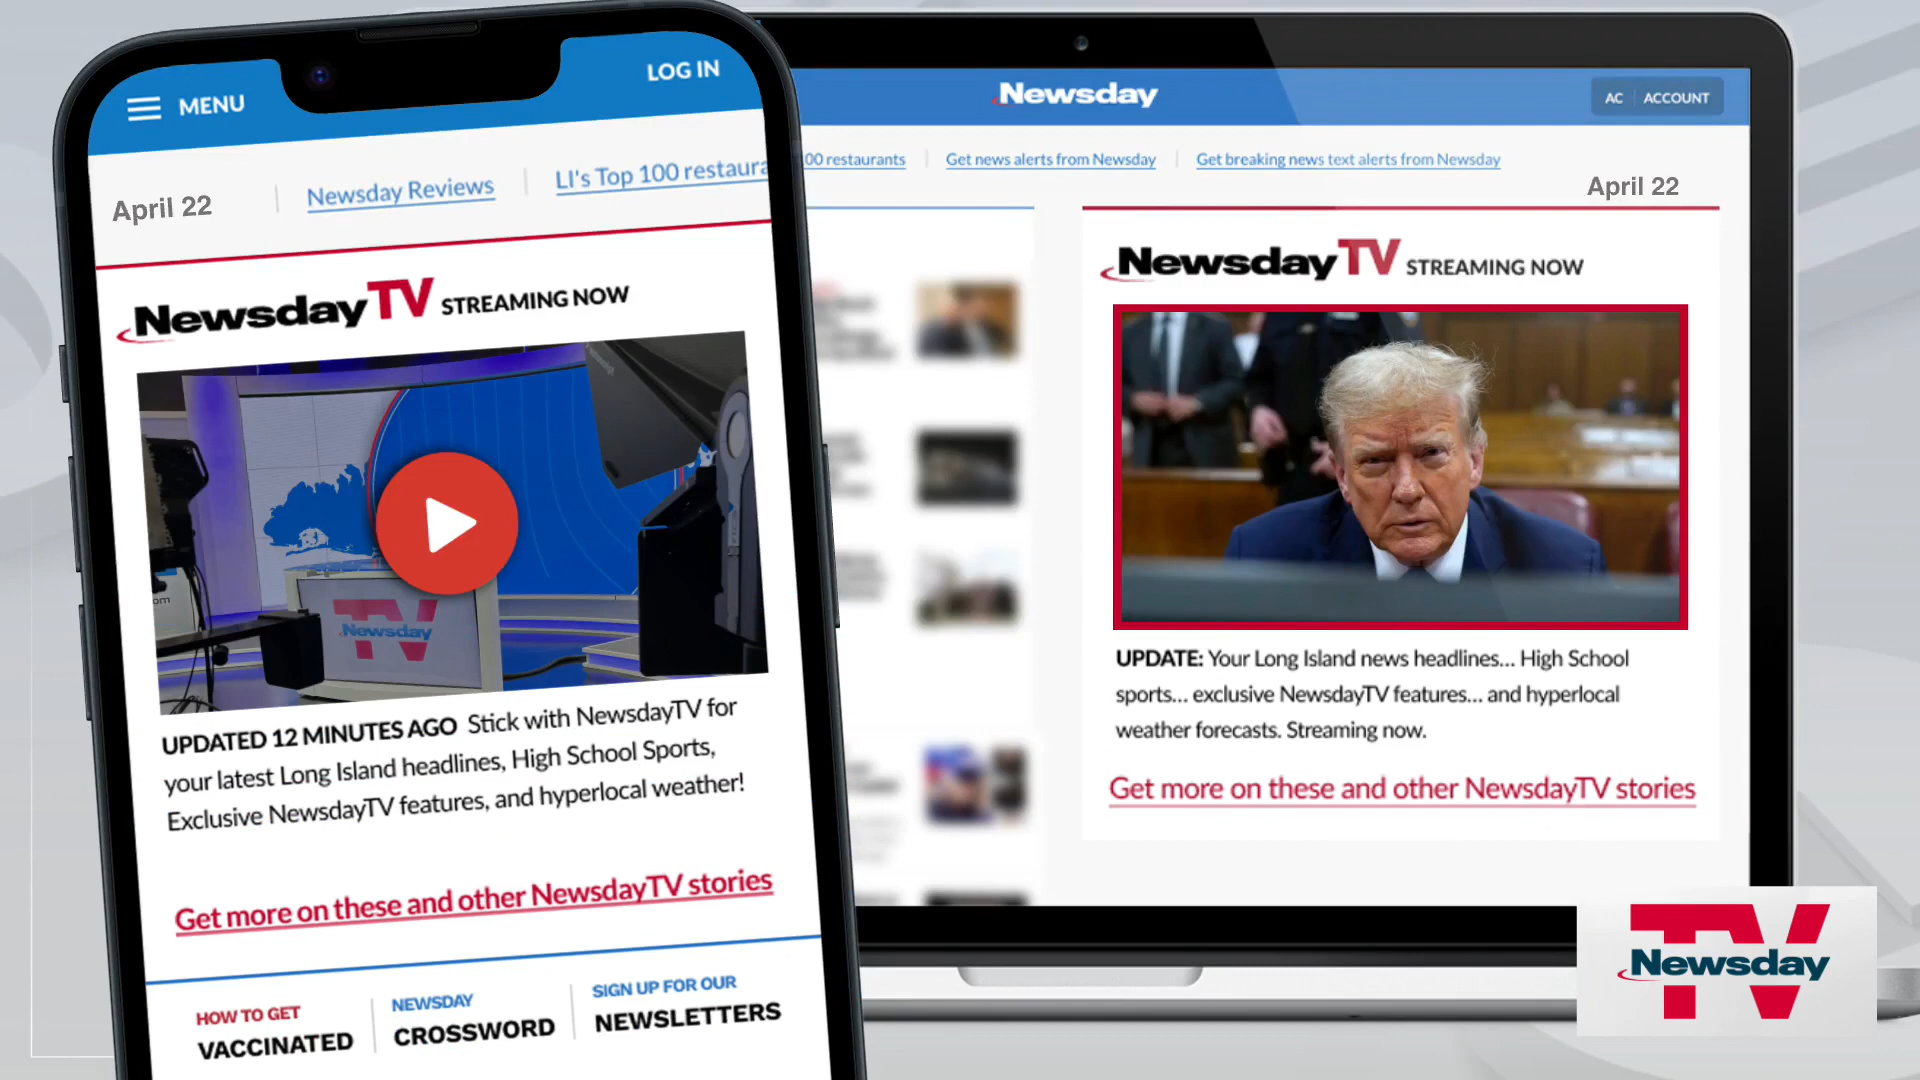 MENU
LOG IN
April 22
Newsday Reviews
LI's Top 100 restaura
NewsdayTV STREAMING NOW
TV
Newsday
UPDATED 12 MINUTES AGO Stick with NewsdayTV for
your latest Long Island headlines, High School Sports,
Exclusive NewsdayTV features, and hyperlocal weather!
Get more on these and other NewsdayTV stories
HOW TO GET
VACCINATED
NEWSDAY
CROSSWORD
SIGN UP FOR OUR
NEWSLETTERS
Newsday
AC
ACCOUNT
00 restaurants
Get news alerts from Newsday
Get breaking news text alerts from Newsday
April 22
NewsdayTV STREAMING NOW
UPDATE: Your Long Island news headlines... High School
sports... exclusive NewsdayTV features... and hyperlocal
weather forecasts. Streaming now.
Get more on these and other NewsdayTV stories
TV
Newsday